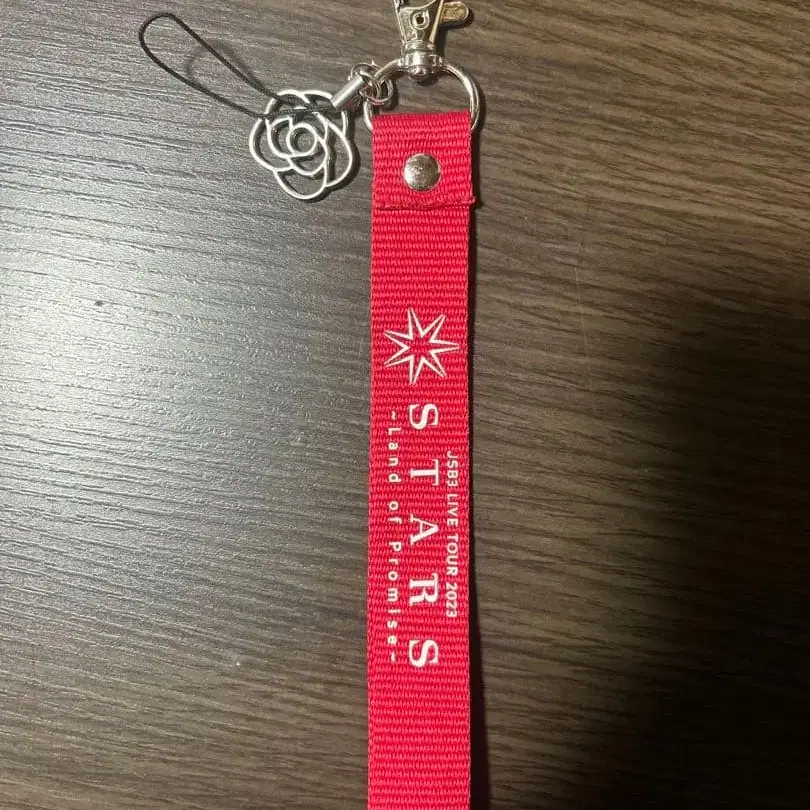 JSB3 LIVE TOUR 2023
STARS
~Land of Promise~